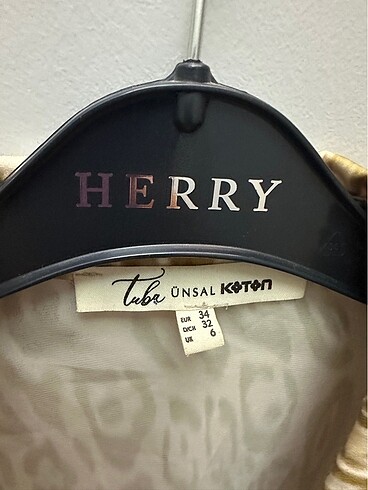 HERRY
Tuba ÜNSAL KOTON
EUR 34
D/CH 32
UK 6